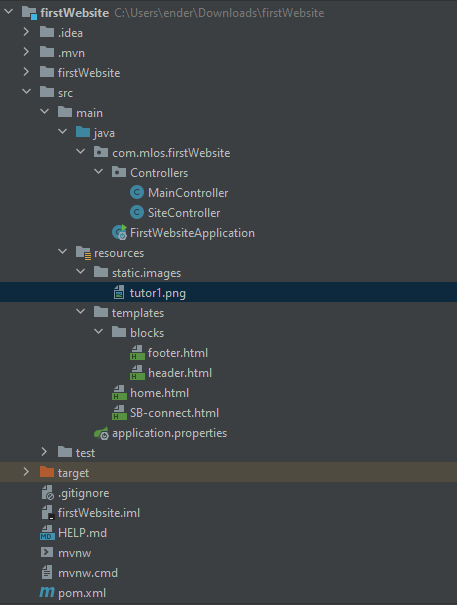 firstWebsite C:\Users\ender\Downloads\firstWebsite
.idea
.mvn
firstWebsite
src
main
java
com.mlos.firstWebsite
Controllers
C MainController
C SiteController
FirstWebsiteApplication
resources
static.images
tutor1.png
templates
blocks
H footer.html
H header.html
H home.html
H SB-connect.html
application.properties
test
target
.gitignore
firstWebsite.iml
MD HELP.md
mvnw
mvnw.cmd
m pom.xml